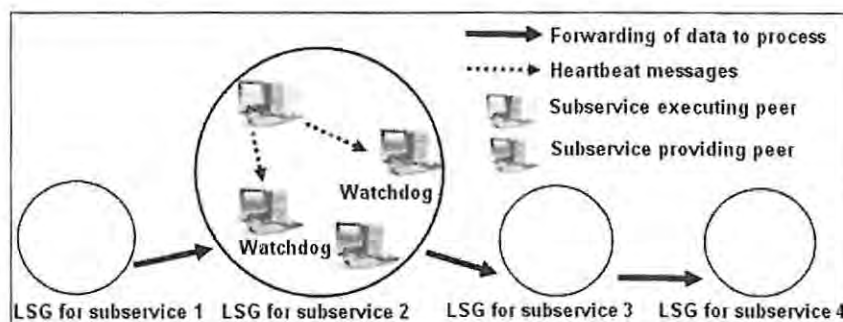 Forwarding of data to process
Heartbeat messages
Subservice executing peer
Subservice providing peer
Watchdog
Watchdog
LSG for subservice 1
LSG for subservice 2
LSG for subservice 3
LSG for subservice 4